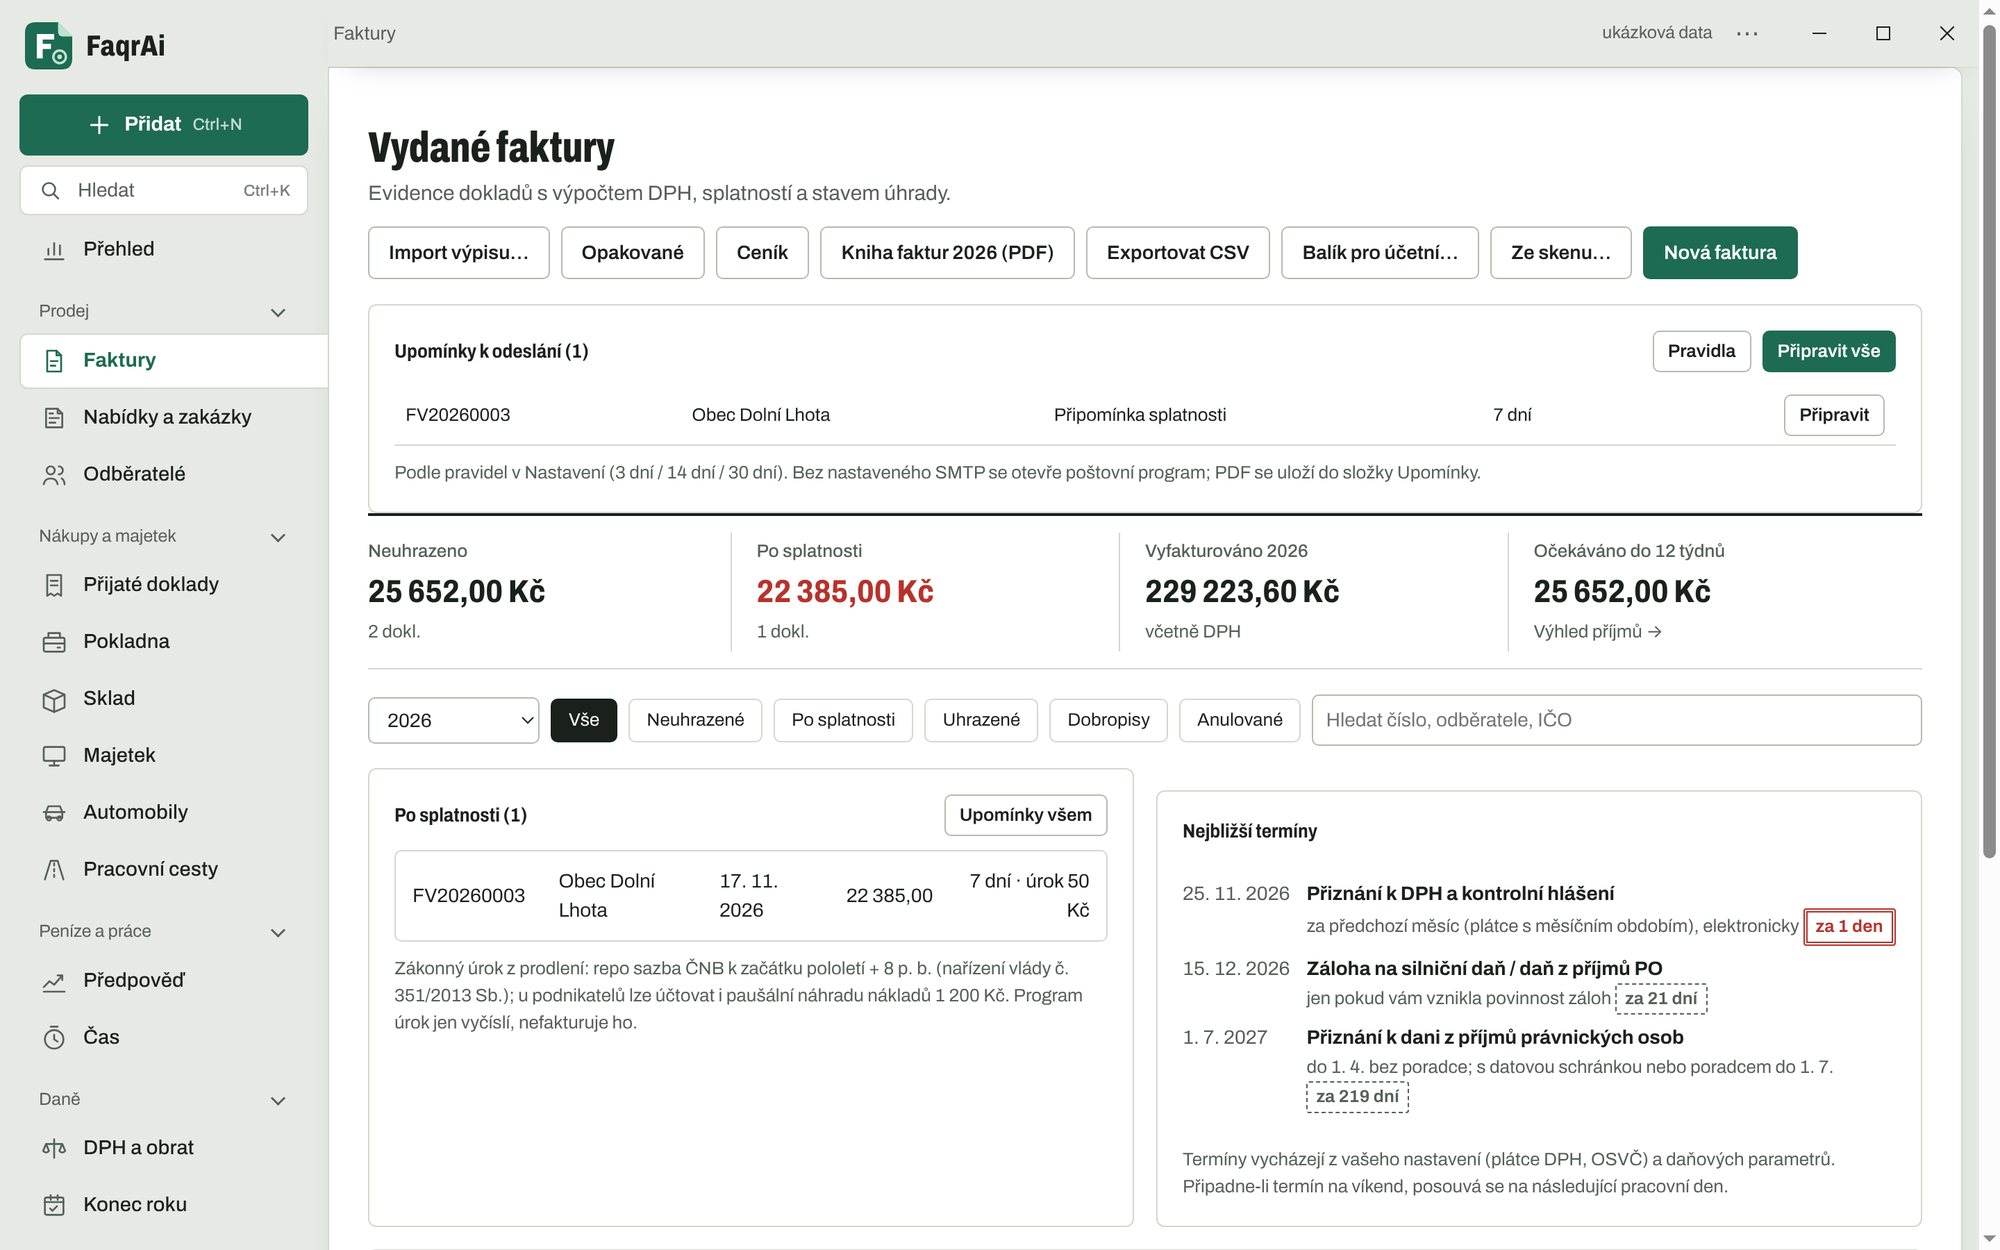 FaqrAi
Faktury
ukázková data
Přidat Ctrl+N
Hledat Ctrl+K
Přehled
Prodej
Faktury
Nabídky a zakázky
Odběratelé
Nákupy a majetek
Přijaté doklady
Pokladna
Sklad
Majetek
Automobily
Pracovní cesty
Peníze a práce
Předpověď
Čas
Daně
DPH a obrat
Konec roku
Vydané faktury
Evidence dokladů s výpočtem DPH, splatností a stavem úhrady.
Import výpisu… Opakované Ceník Kniha faktur 2026 (PDF) Exportovat CSV Balík pro účetní… Ze skenu… Nová faktura
Upomínky k odeslání (1)
Pravidla Připravit vše
FV20260003 Obec Dolní Lhota Připomínka splatnosti 7 dní Připravit
Podle pravidel v Nastavení (3 dní / 14 dní / 30 dní). Bez nastaveného SMTP se otevře poštovní program; PDF se uloží do složky Upomínky.
Neuhrazeno
25 652,00 Kč
2 dokl.
Po splatnosti
22 385,00 Kč
1 dokl.
Vyfakturováno 2026
229 223,60 Kč
včetně DPH
Očekáváno do 12 týdnů
25 652,00 Kč
Výhled příjmů →
2026 Vše Neuhrazené Po splatnosti Uhrazené Dobropisy Anulované Hledat číslo, odběratele, IČO
Po splatnosti (1)
Upomínky všem
FV20260003
Obec Dolní
Lhota
17. 11.
2026
22 385,00
7 dní · úrok 50
Kč
Zákonný úrok z prodlení: repo sazba ČNB k začátku pololetí + 8 p. b. (nařízení vlády č.
351/2013 Sb.); u podnikatelů lze účtovat i paušální náhradu nákladů 1 200 Kč. Program
úrok jen vyčíslí, nefakturuje ho.
Nejbližší termíny
25. 11. 2026 Přiznání k DPH a kontrolní hlášení
za předchozí měsíc (plátce s měsíčním obdobím), elektronicky za 1 den
15. 12. 2026 Záloha na silniční daň / daň z příjmů PO
jen pokud vám vznikla povinnost záloh za 21 dní
1. 7. 2027 Přiznání k dani z příjmů právnických osob
do 1. 4. bez poradce; s datovou schránkou nebo poradcem do 1. 7.
za 219 dní
Termíny vycházejí z vašeho nastavení (plátce DPH, OSVČ) a daňových parametrů.
Připadne-li termín na víkend, posouvá se na následující pracovní den.